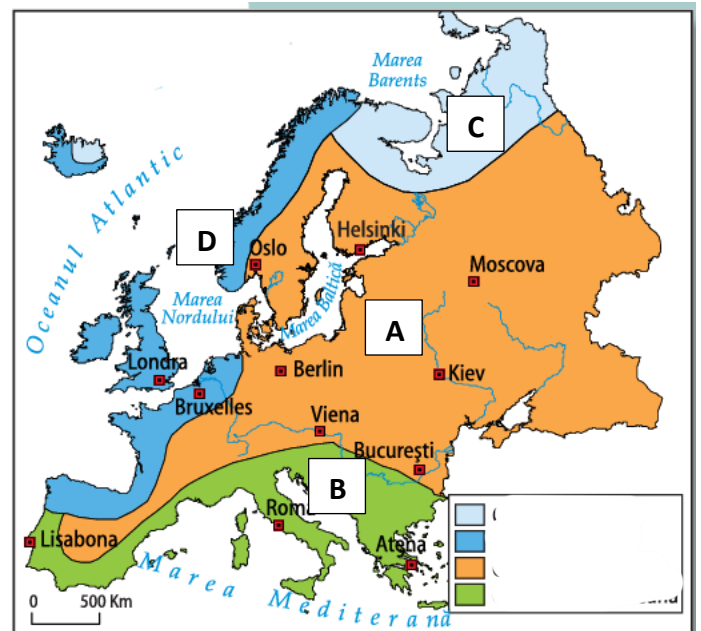 Marea
Barents
C
Oceanul Atlantic
D
Oslo
Helsinki
Moscova
Marea
Nordului
Marea Baltică
A
Londra
Berlin
Kiev
Bruxelles
Viena
București
B
Roma
Lisabona
Atena
Marea Mediterană
0 500 Km